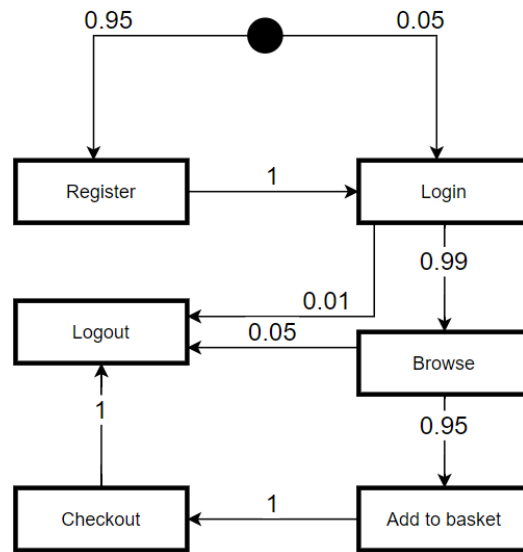 0.95
0.05
Register
1
Login
0.99
0.01
Logout
0.05
Browse
1
0.95
Checkout
1
Add to basket